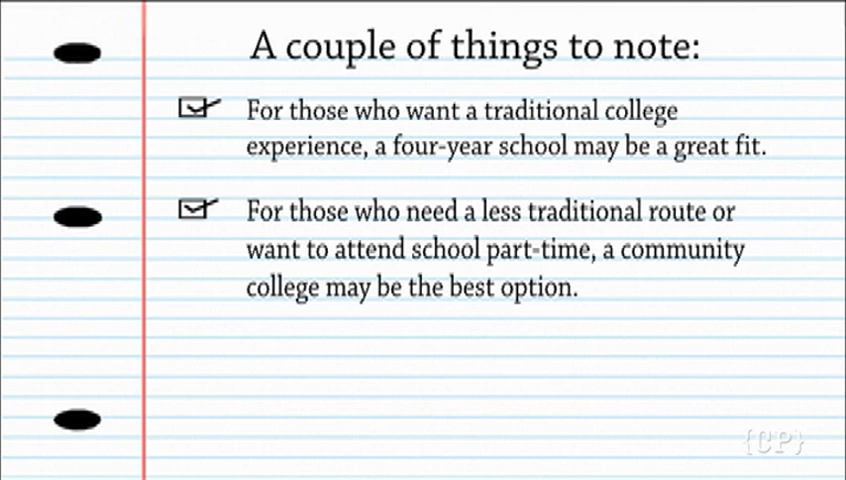 A couple of things to note:
For those who want a traditional college
experience, a four-year school may be a great fit.
For those who need a less traditional route or
want to attend school part-time, a community
college may be the best option.
{CP}